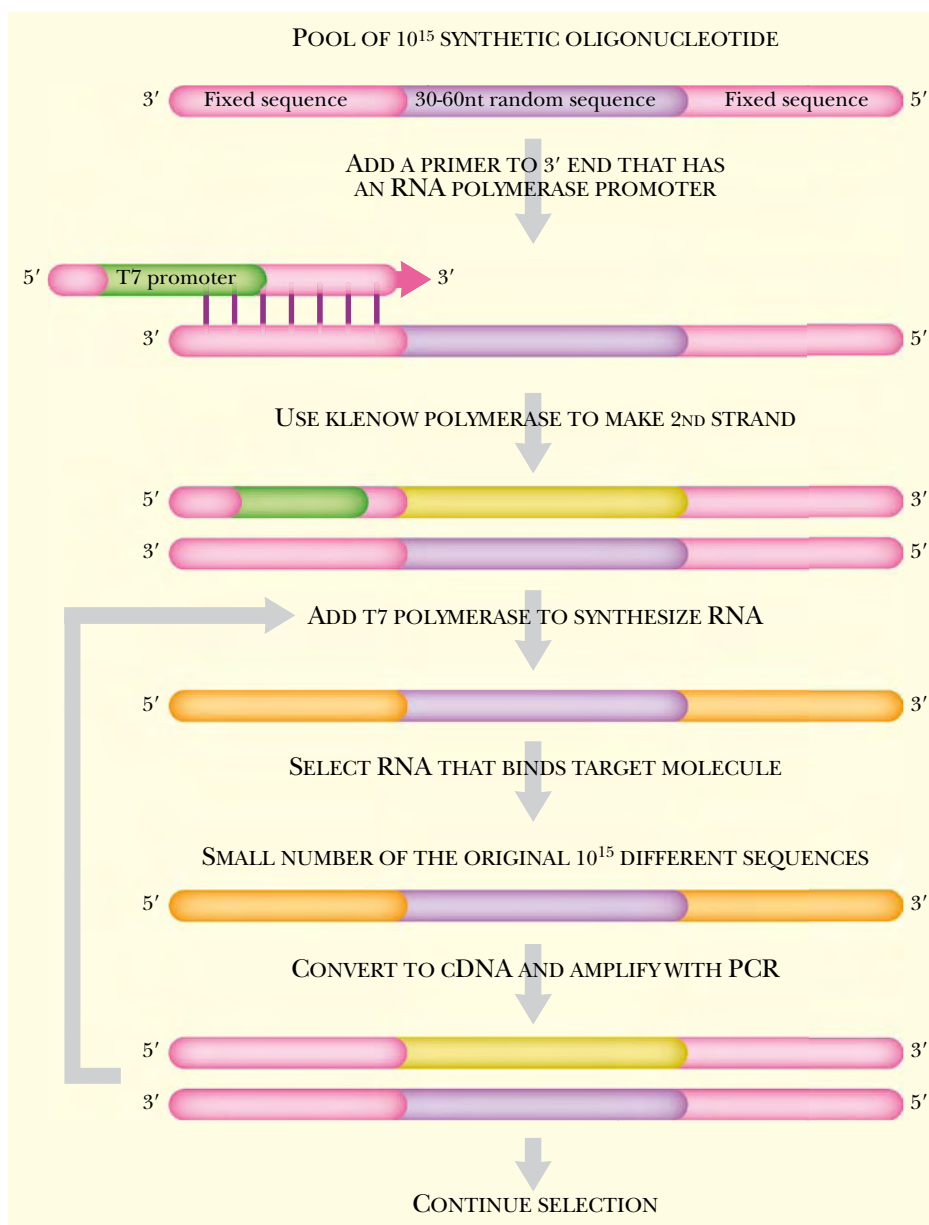 POOL OF 10¹⁵ SYNTHETIC OLIGONUCLEOTIDE
3′ Fixed sequence 30-60nt random sequence Fixed sequence 5′
ADD A PRIMER TO 3′ END THAT HAS
AN RNA POLYMERASE PROMOTER
5′ T7 promoter 3′
3′ 5′
USE KLENOW POLYMERASE TO MAKE 2ND STRAND
5′ 3′
3′ 5′
ADD T7 POLYMERASE TO SYNTHESIZE RNA
5′ 3′
SELECT RNA THAT BINDS TARGET MOLECULE
SMALL NUMBER OF THE ORIGINAL 10¹⁵ DIFFERENT SEQUENCES
5′ 3′
CONVERT TO CDNA AND AMPLIFY WITH PCR
5′ 3′
3′ 5′
CONTINUE SELECTION